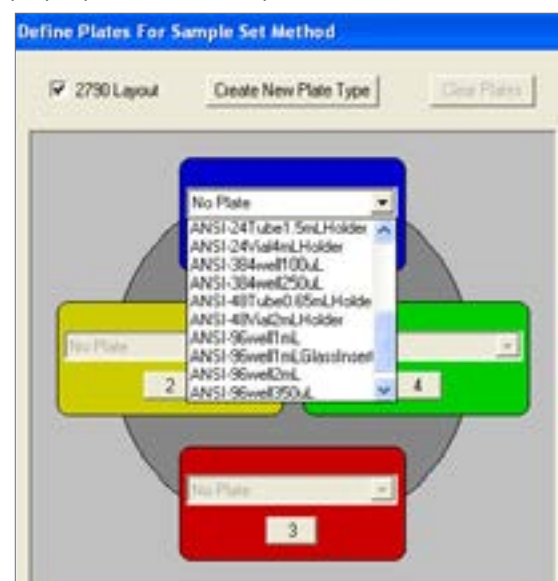 Define Plates For Sample Set Method
2790 Layout Create New Plate Type Clear Plates
No Plate
ANSI-24Tube1.5mLHolder
ANSI-24Vial4mLHolder
ANSI-384well100uL
ANSI-384well250uL
ANSI-48Tube0.65mLHolde
ANSI-48Vial2mLHolder
ANSI-96well1mL
No Plate
ANSI-96well1mLGlassInsert
ANSI-96well2mL
2 4
ANSI-96well350uL
No Plate
3